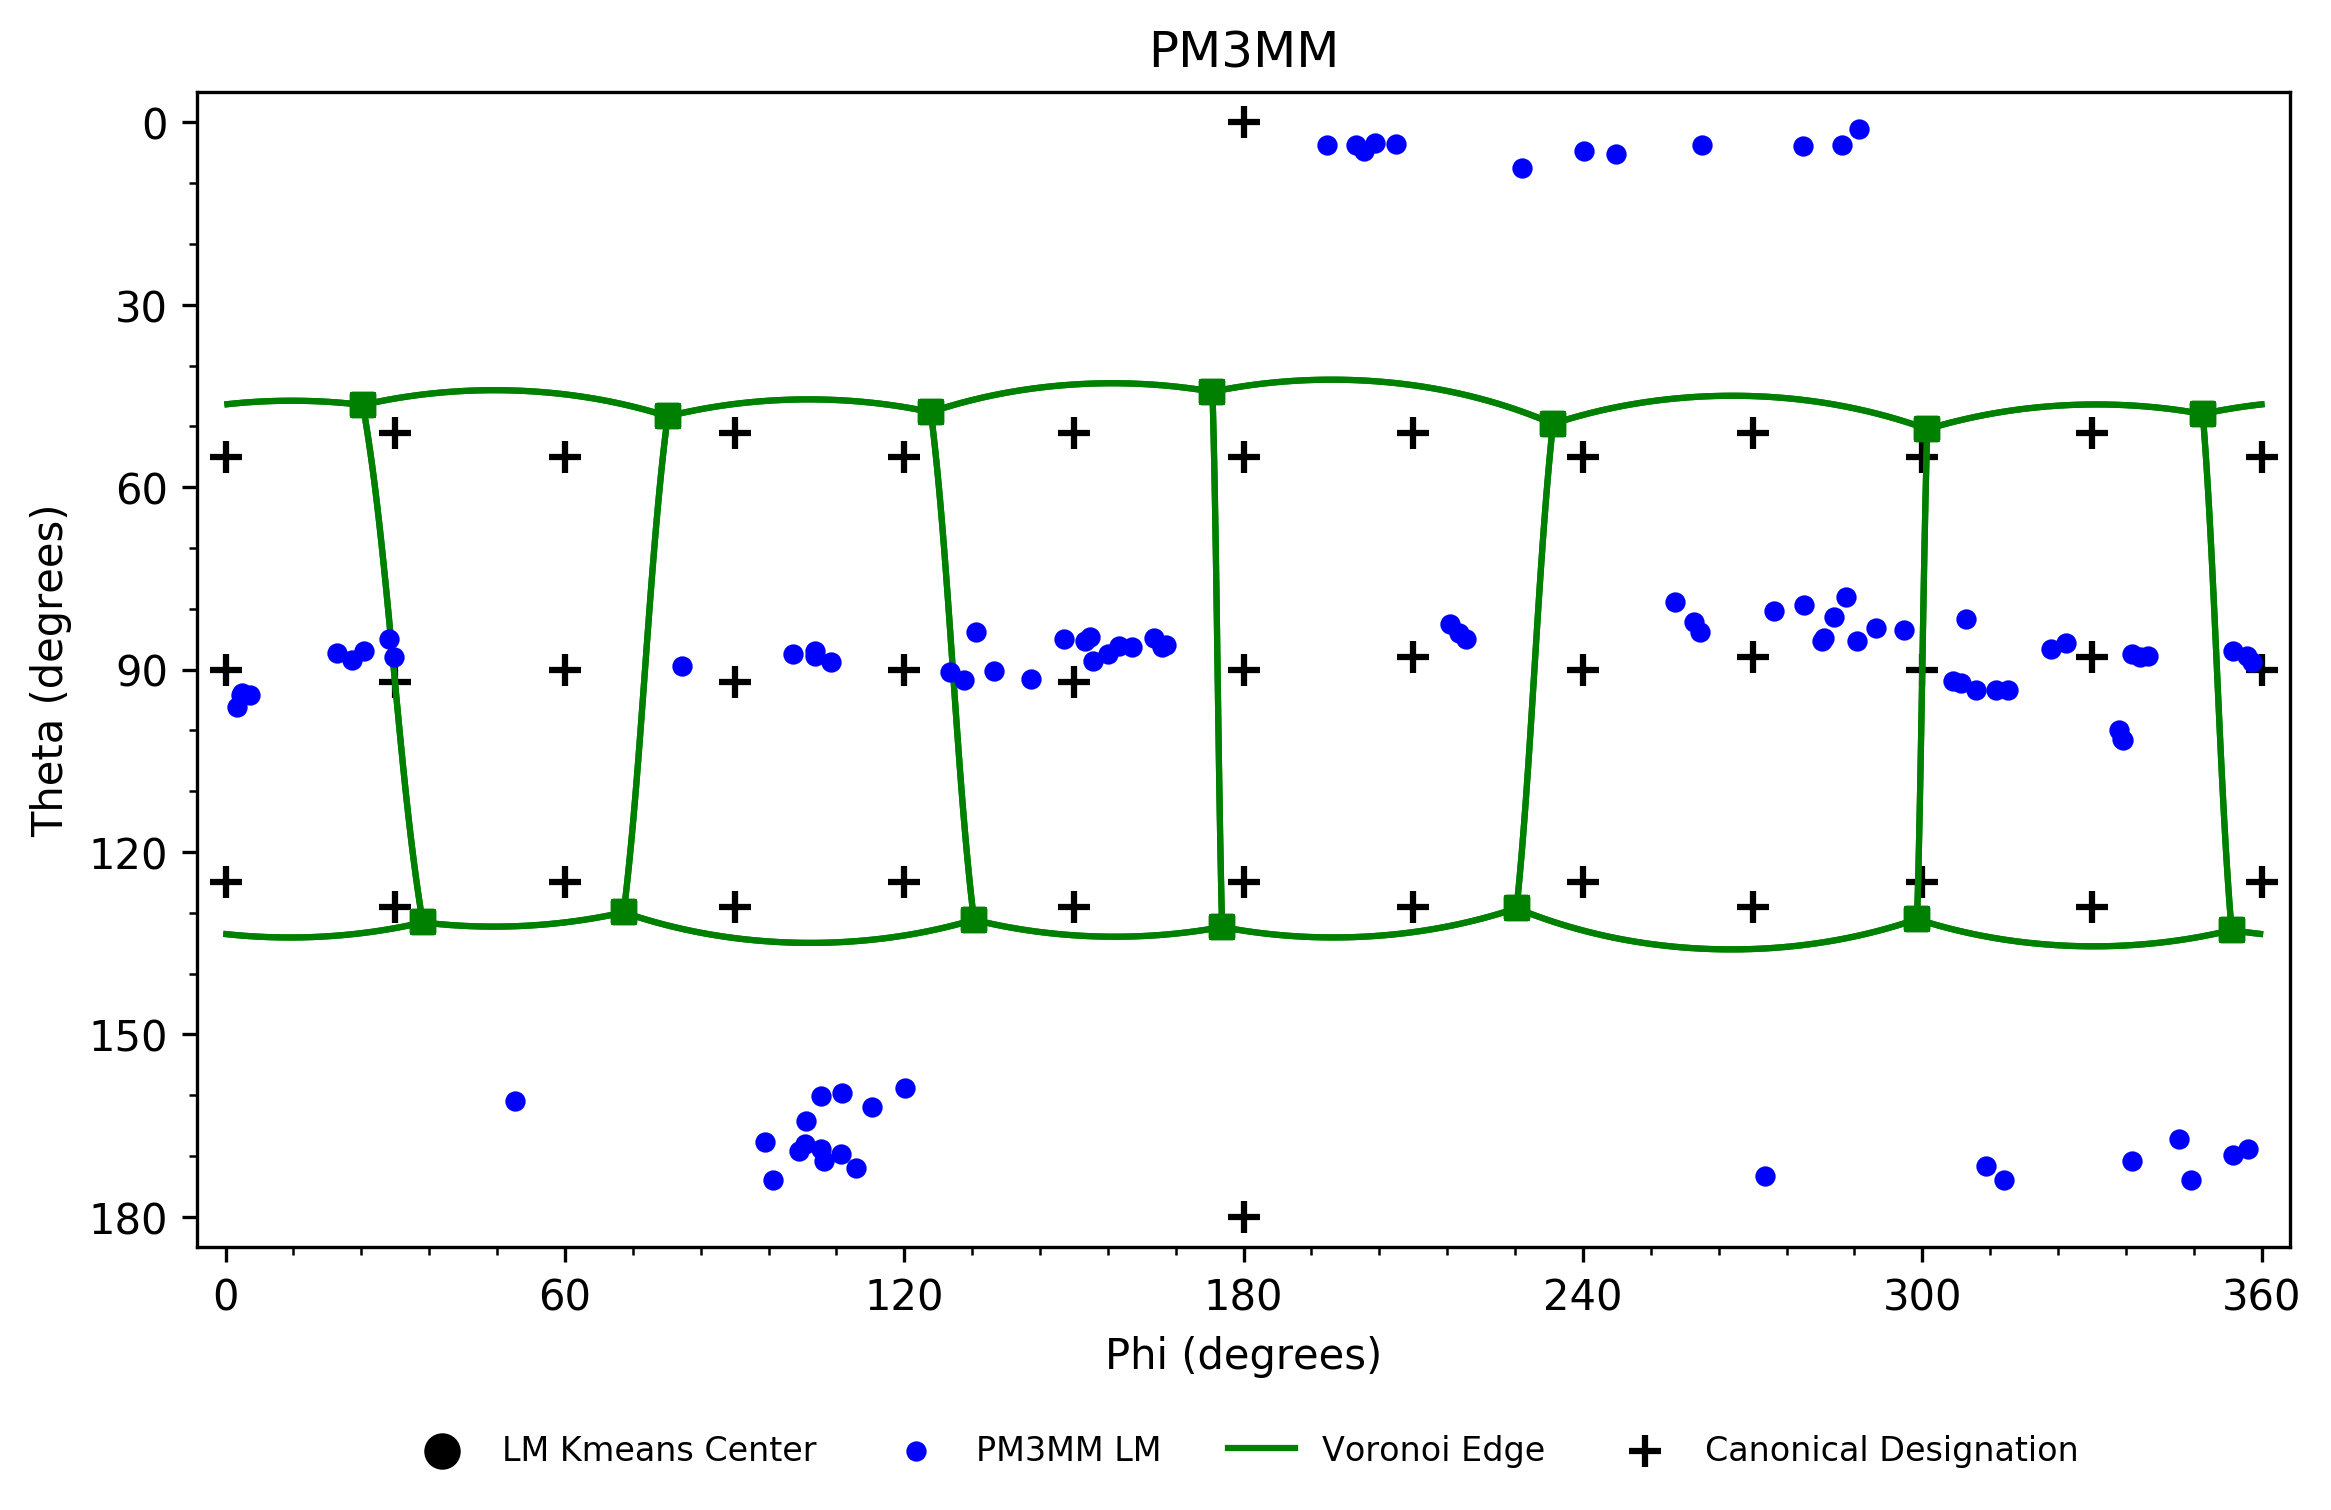 PM3MM
0
30
60
90
120
150
180
Theta (degrees)
0 60 120 180 240 300 360
Phi (degrees)
LM Kmeans Center PM3MM LM Voronoi Edge Canonical Designation